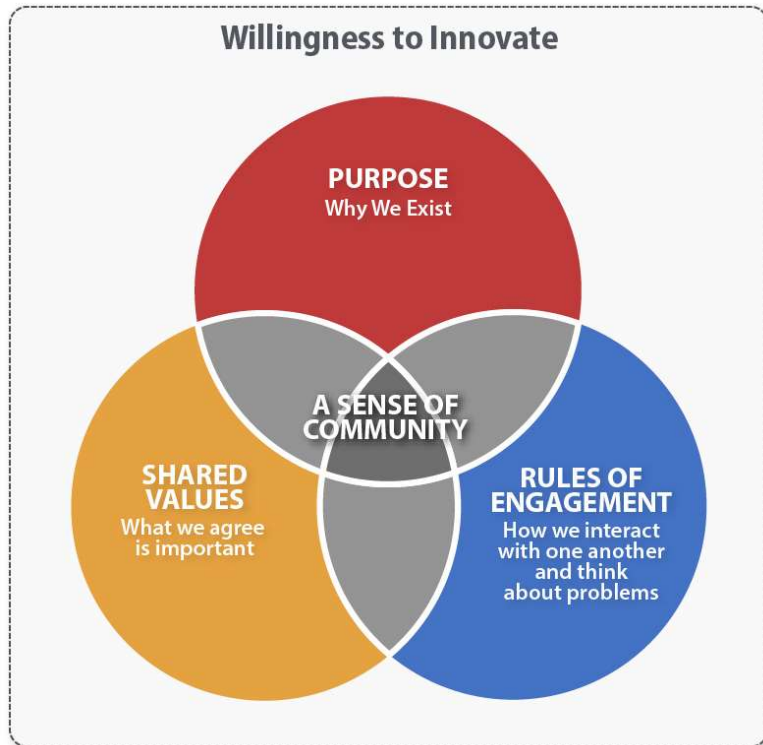 Willingness to Innovate
PURPOSE
Why We Exist
A SENSE OF
COMMUNITY
SHARED
VALUES
What we agree
is important
RULES OF
ENGAGEMENT
How we interact
with one another
and think
about problems